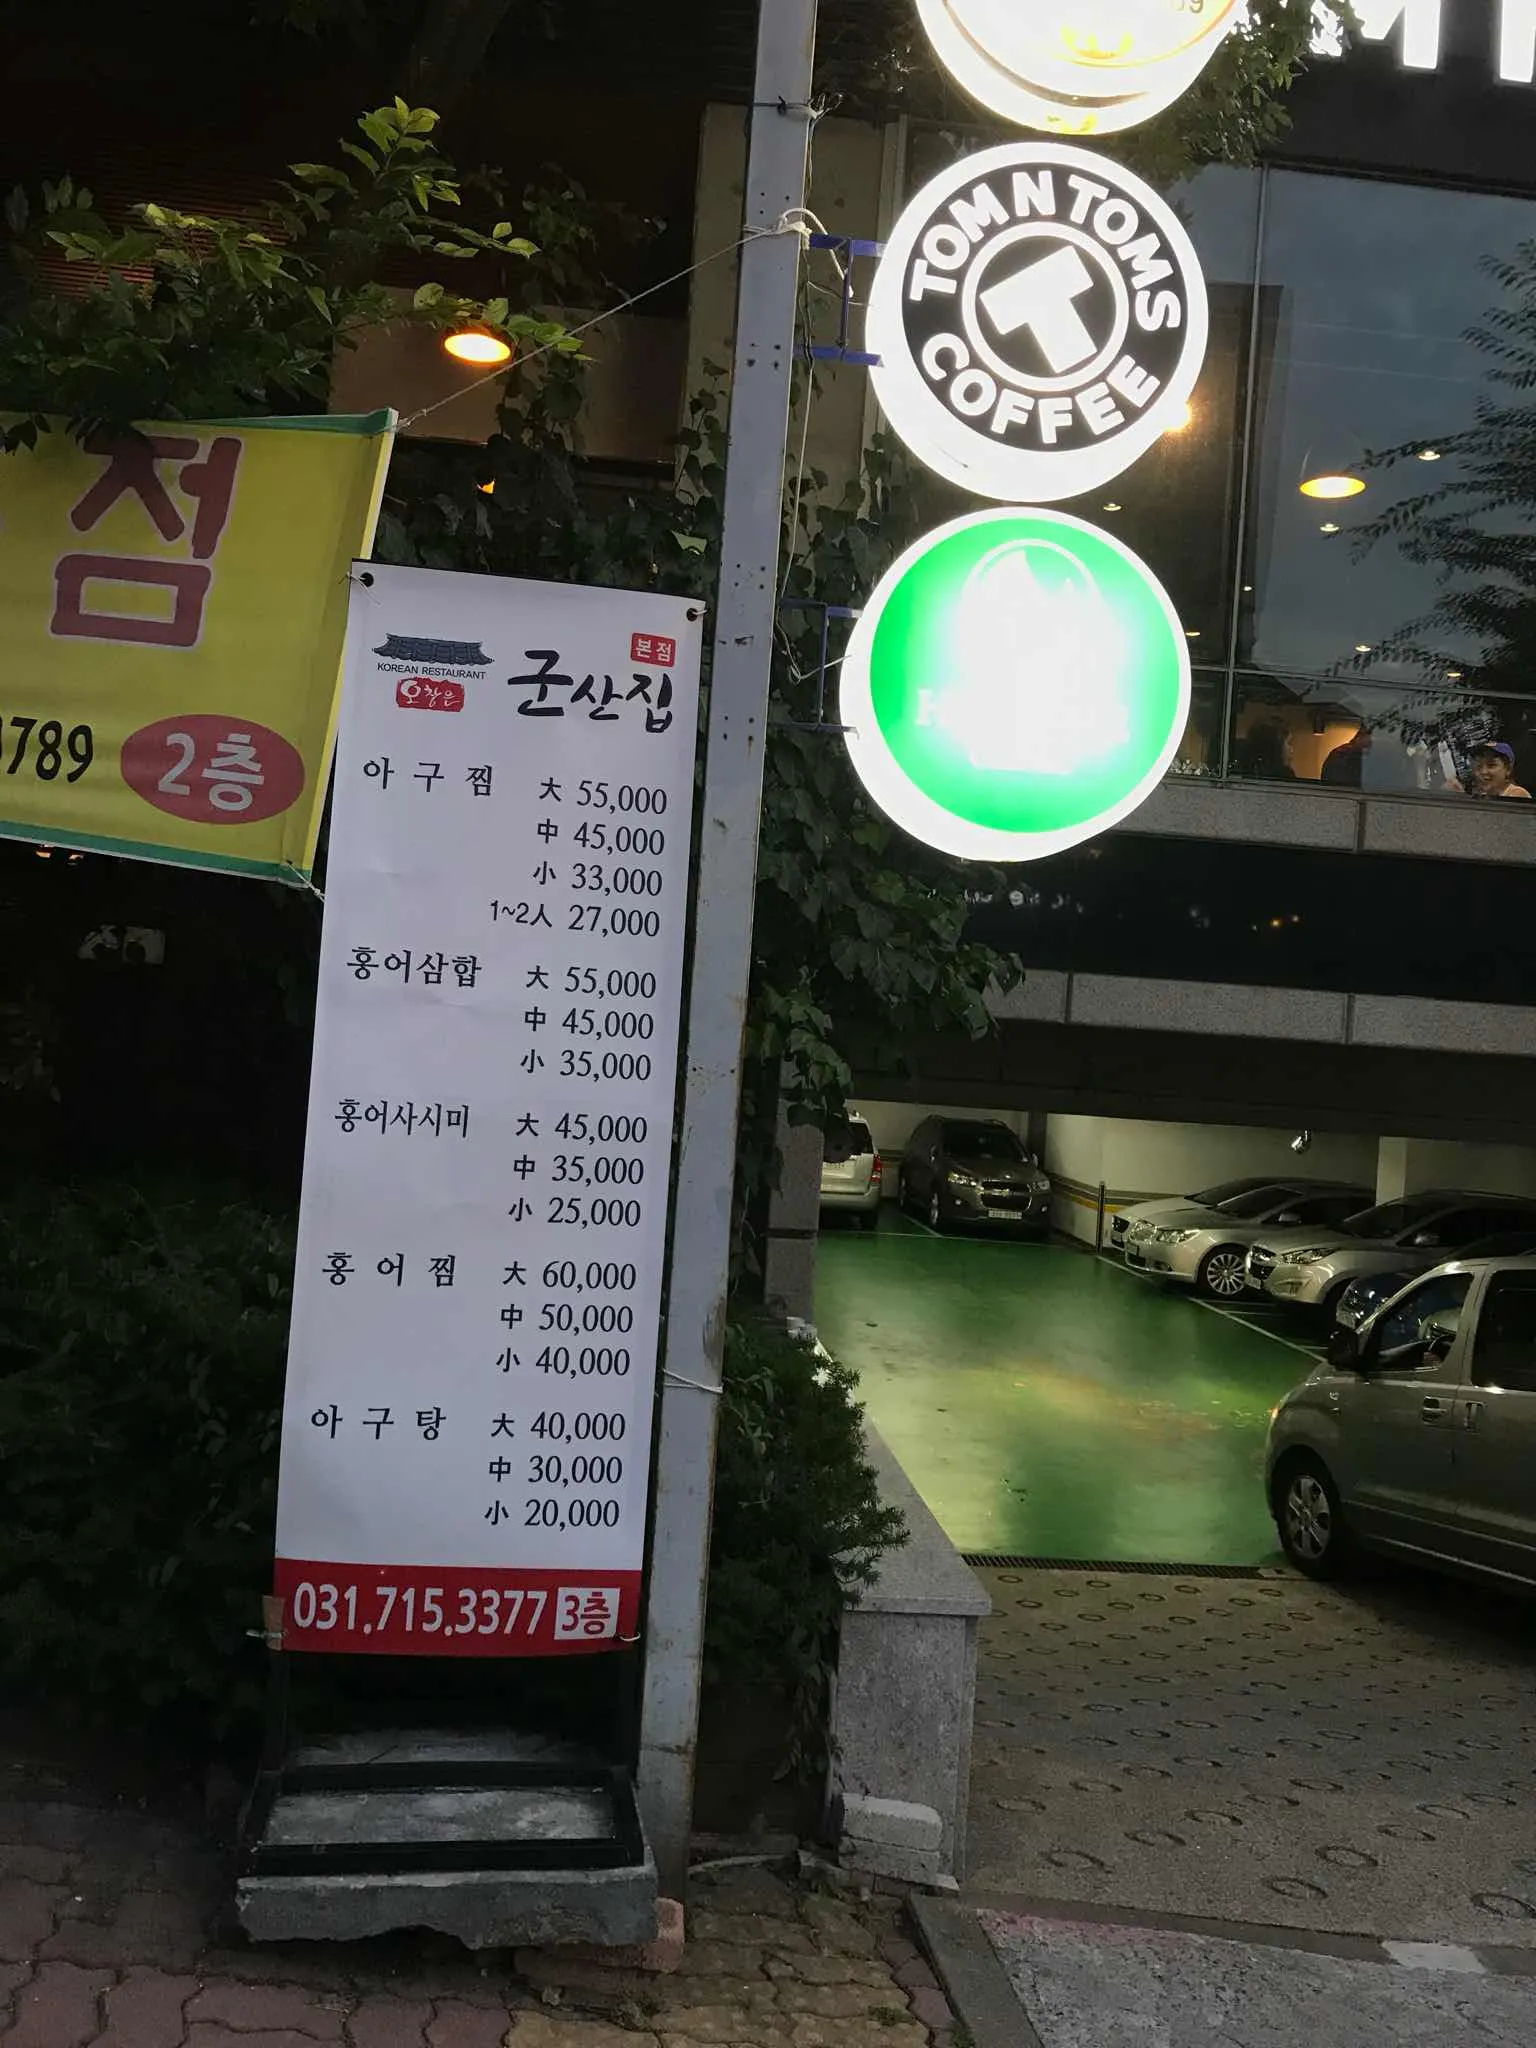 점
789 2층
TOM N TOMS
COFFEE
KOREAN RESTAURANT
오창은
본점
군산집
아구찜 大 55,000
中 45,000
小 33,000
1~2人 27,000
홍어삼합 大 55,000
中 45,000
小 35,000
홍어사시미 大 45,000
中 35,000
小 25,000
홍어찜 大 60,000
中 50,000
小 40,000
아구탕 大 40,000
中 30,000
小 20,000
031.715.3377 3층